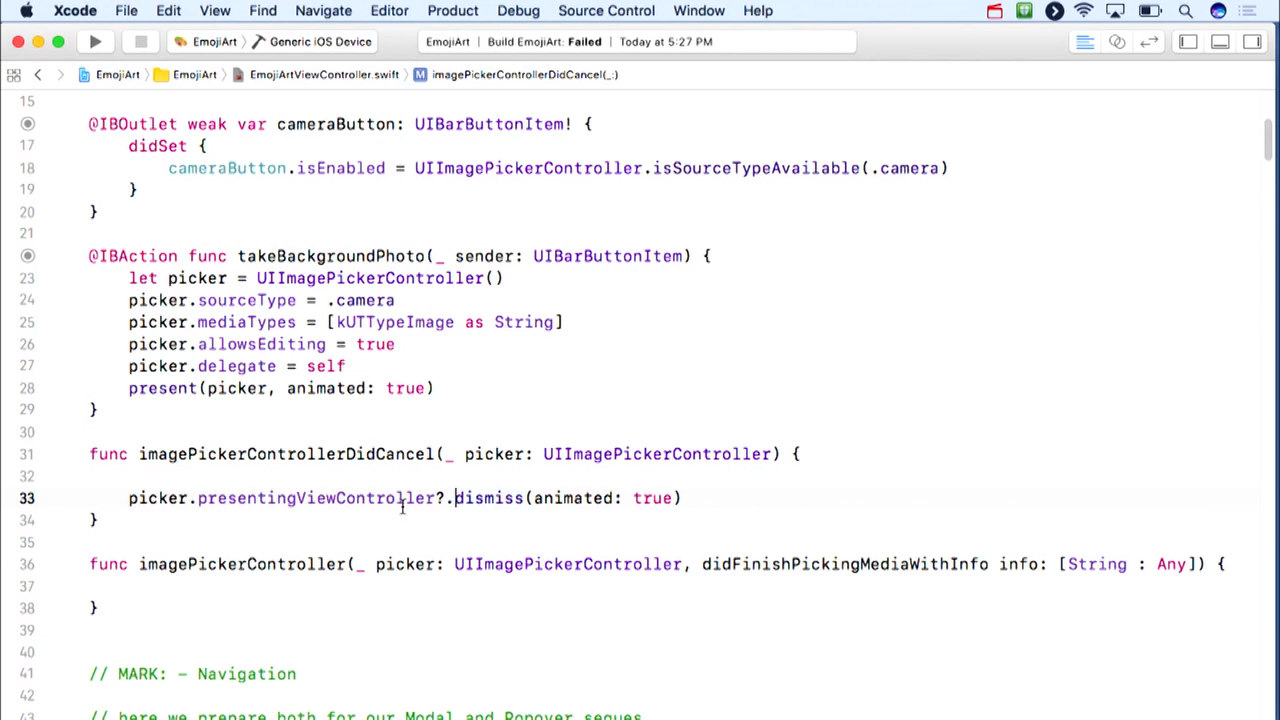 Xcode File Edit View Find Navigate Editor Product Debug Source Control Window Help
EmojiArt Generic iOS Device EmojiArt | Build EmojiArt: Failed | Today at 5:27 PM
EmojiArt EmojiArt EmojiArtViewController.swift M imagePickerControllerDidCancel(_:)
15
@IBOutlet weak var cameraButton: UIBarButtonItem! {
17 didSet {
18 cameraButton.isEnabled = UIImagePickerController.isSourceTypeAvailable(.camera)
19 }
20 }
21
@IBAction func takeBackgroundPhoto(_ sender: UIBarButtonItem) {
23 let picker = UIImagePickerController()
24 picker.sourceType = .camera
25 picker.mediaTypes = [kUTTypeImage as String]
26 picker.allowsEditing = true
27 picker.delegate = self
28 present(picker, animated: true)
29 }
30
31 func imagePickerControllerDidCancel(_ picker: UIImagePickerController) {
32
33 picker.presentingViewController?.dismiss(animated: true)
34 }
35
36 func imagePickerController(_ picker: UIImagePickerController, didFinishPickingMediaWithInfo info: [String : Any]) {
37
38 }
39
40
41 // MARK: - Navigation
42
43 // here we prepare both for our Modal and Popover segues